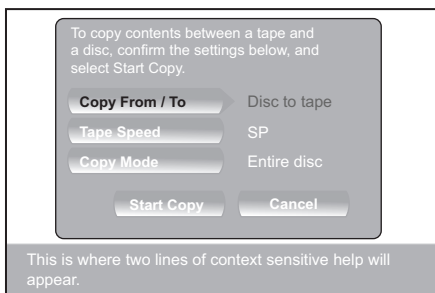 To copy contents between a tape and
a disc, confirm the settings below, and
select Start Copy.
Copy From / To Disc to tape
Tape Speed SP
Copy Mode Entire disc
Start Copy Cancel
This is where two lines of context sensitive help will
appear.